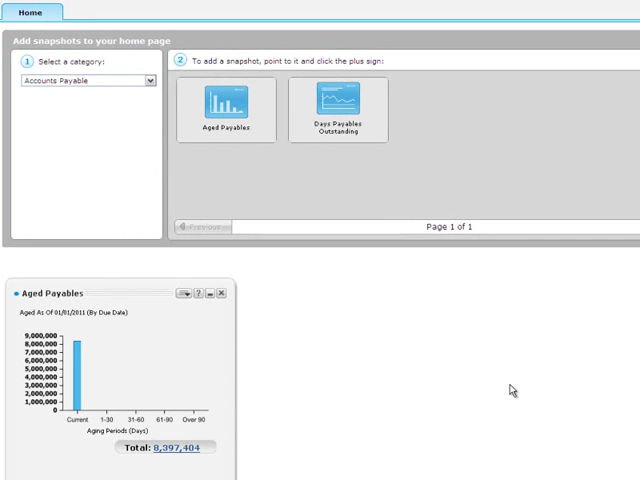 Home
Add snapshots to your home page
1 Select a category:
2 To add a snapshot, point to it and click the plus sign:
Accounts Payable
Aged Payables
Days Payables
Outstanding
Previous
Page 1 of 1
Aged Payables
?
Aged As Of 01/01/2011 (By Due Date)
9,000,000
8,000,000
7,000,000
6,000,000
5,000,000
4,000,000
3,000,000
2,000,000
1,000,000
0
Current 1-30 31-60 61-90 Over 90
Aging Periods (Days)
Total: 8,397,404